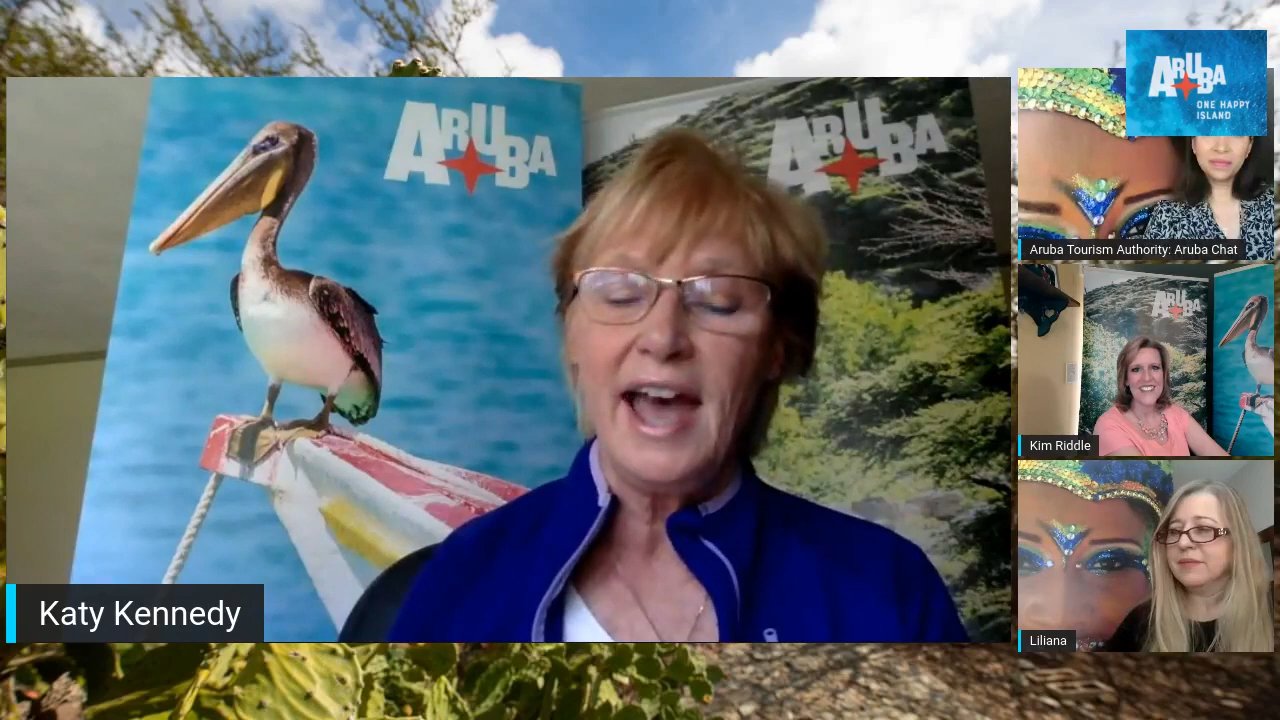 ARUBA
ARUBA
ARUBA
ONE HAPPY
ISLAND
Aruba Tourism Authority: Aruba Chat
ARUBA
Kim Riddle
Katy Kennedy
Liliana